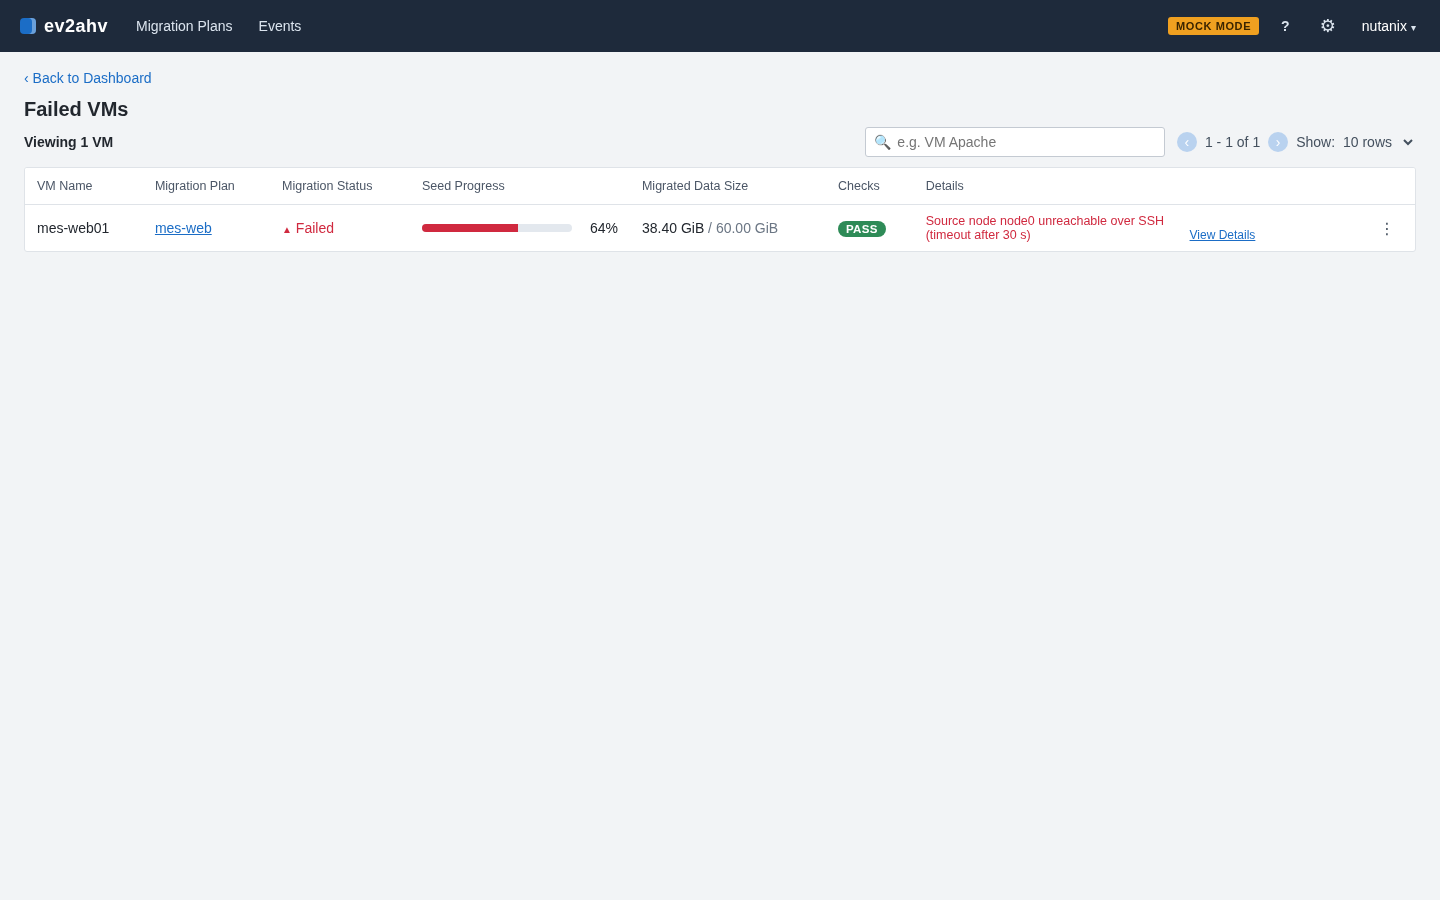 ev2ahv Migration Plans Events MOCK MODE ? nutanix
‹ Back to Dashboard
Failed VMs
Viewing 1 VM e.g. VM Apache ‹ 1 - 1 of 1 › Show: 10 rows
VM Name Migration Plan Migration Status Seed Progress Migrated Data Size Checks Details
mes-web01 mes-web ▲ Failed 64% 38.40 GiB / 60.00 GiB PASS Source node node0 unreachable over SSH
(timeout after 30 s) View Details